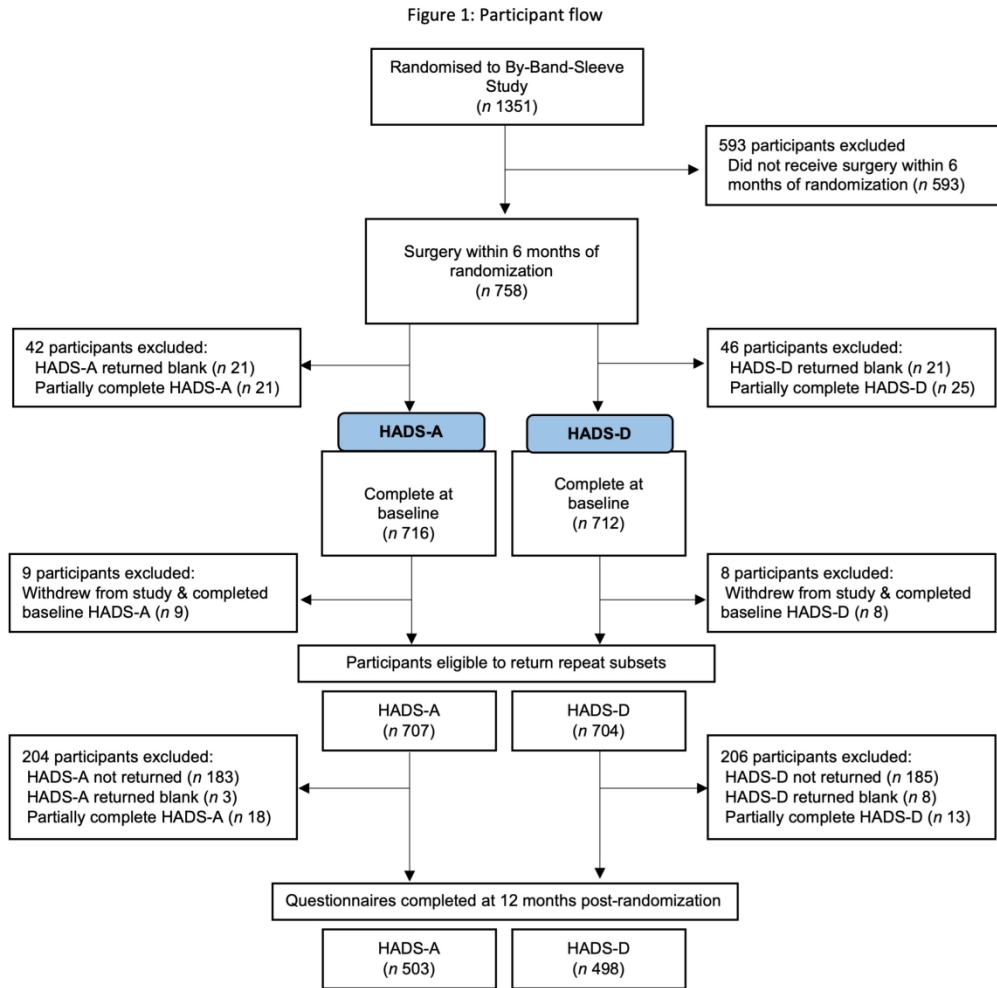 Figure 1: Participant flow
Randomised to By-Band-Sleeve
Study
(n 1351)
593 participants excluded
Did not receive surgery within 6
months of randomization (n 593)
Surgery within 6 months of
randomization
(n 758)
42 participants excluded:
HADS-A returned blank (n 21)
Partially complete HADS-A (n 21)
46 participants excluded:
HADS-D returned blank (n 21)
Partially complete HADS-D (n 25)
HADS-A
HADS-D
Complete at
baseline
(n 716)
Complete at
baseline
(n 712)
9 participants excluded:
Withdrew from study & completed
baseline HADS-A (n 9)
8 participants excluded:
Withdrew from study & completed
baseline HADS-D (n 8)
Participants eligible to return repeat subsets
HADS-A
(n 707)
HADS-D
(n 704)
204 participants excluded:
HADS-A not returned (n 183)
HADS-A returned blank (n 3)
Partially complete HADS-A (n 18)
206 participants excluded:
HADS-D not returned (n 185)
HADS-D returned blank (n 8)
Partially complete HADS-D (n 13)
Questionnaires completed at 12 months post-randomization
HADS-A
(n 503)
HADS-D
(n 498)